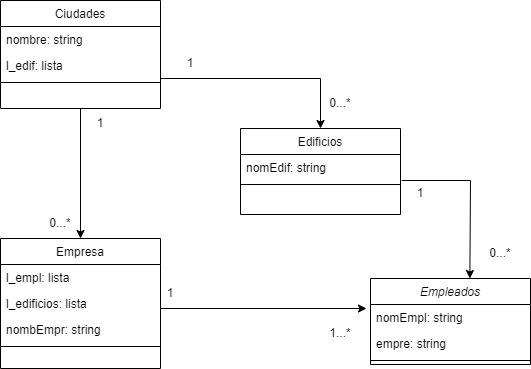 Ciudades
nombre: string
l_edif: lista
1
0...*
1
0...*
Edificios
nomEdif: string
1
0...*
Empresa
l_empl: lista
l_edificios: lista
nombEmpr: string
1
1...*
Empleados
nomEmpl: string
empre: string